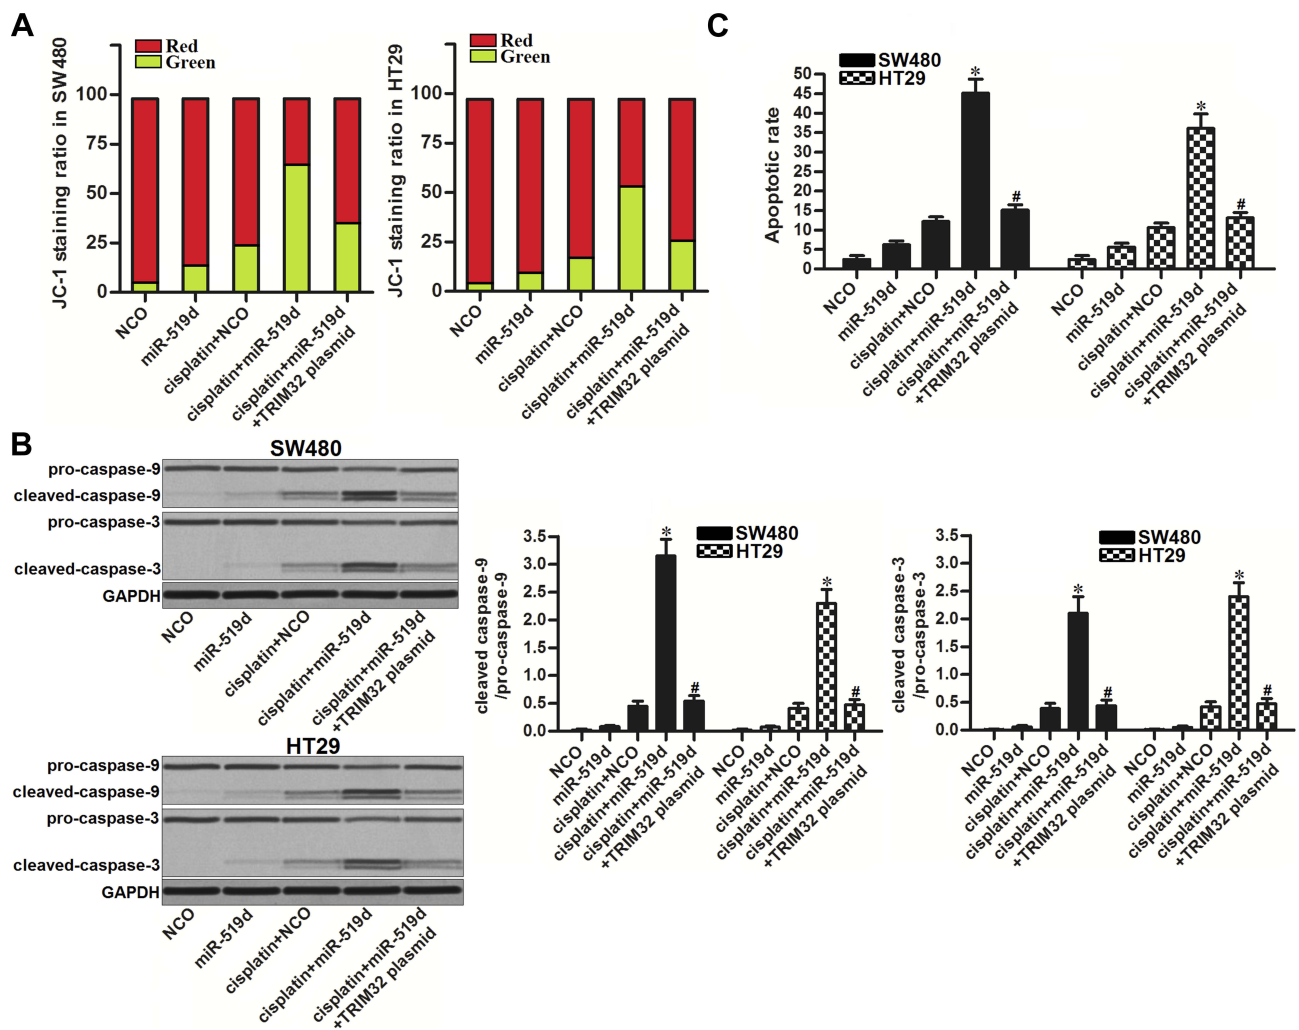 A
JC-1 staining ratio in SW480
Red
Green
100
75
50
25
0
NCO
miR-519d
cisplatin+NCO
cisplatin+miR-519d
cisplatin+miR-519d
+TRIM32 plasmid
JC-1 staining ratio in HT29
Red
Green
100
75
50
25
0
NCO
miR-519d
cisplatin+NCO
cisplatin+miR-519d
cisplatin+miR-519d
+TRIM32 plasmid
C
SW480
HT29
Apoptotic rate
50
45
40
35
30
25
20
15
10
5
0
*
#
*
#
NCO
miR-519d
cisplatin+NCO
cisplatin+miR-519d
cisplatin+miR-519d
+TRIM32 plasmid
NCO
miR-519d
cisplatin+NCO
cisplatin+miR-519d
cisplatin+miR-519d
+TRIM32 plasmid
B
SW480
pro-caspase-9
cleaved-caspase-9
pro-caspase-3
cleaved-caspase-3
GAPDH
NCO
miR-519d
cisplatin+NCO
cisplatin+miR-519d
cisplatin+miR-519d
+TRIM32 plasmid
HT29
pro-caspase-9
cleaved-caspase-9
pro-caspase-3
cleaved-caspase-3
GAPDH
NCO
miR-519d
cisplatin+NCO
cisplatin+miR-519d
cisplatin+miR-519d
+TRIM32 plasmid
cleaved caspase-9
/pro-caspase-9
SW480
HT29
3.5
3.0
2.5
2.0
1.5
1.0
0.5
0.0
*
#
*
#
NCO
miR-519d
cisplatin+NCO
cisplatin+miR-519d
cisplatin+miR-519d
+TRIM32 plasmid
NCO
miR-519d
cisplatin+NCO
cisplatin+miR-519d
cisplatin+miR-519d
+TRIM32 plasmid
cleaved caspase-3
/pro-caspase-3
SW480
HT29
3.5
3.0
2.5
2.0
1.5
1.0
0.5
0.0
*
#
*
#
NCO
miR-519d
cisplatin+NCO
cisplatin+miR-519d
cisplatin+miR-519d
+TRIM32 plasmid
NCO
miR-519d
cisplatin+NCO
cisplatin+miR-519d
cisplatin+miR-519d
+TRIM32 plasmid